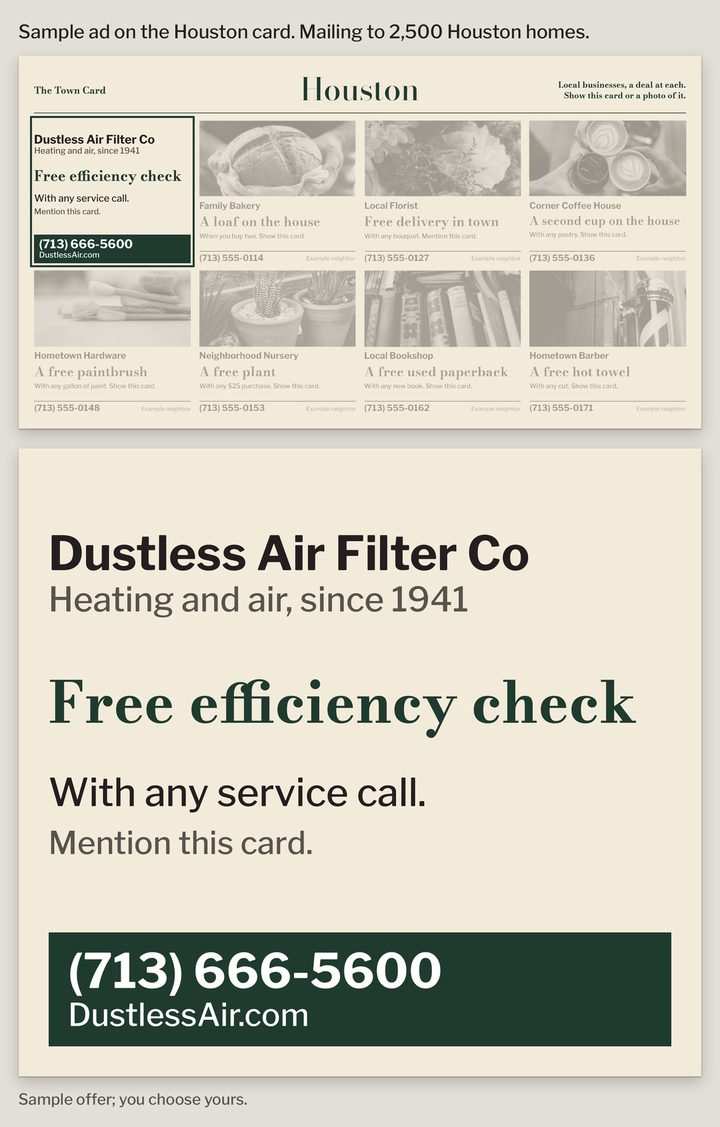 Sample ad on the Houston card. Mailing to 2,500 Houston homes.
The Town Card
Houston
Local businesses, a deal at each.
Show this card or a photo of it.
Dustless Air Filter Co
Heating and air, since 1941
Free efficiency check
With any service call.
Mention this card.
(713) 666-5600
DustlessAir.com
Family Bakery
A loaf on the house
When you buy two. Show this card.
(713) 555-0114
Example neighbor
Local Florist
Free delivery in town
With any bouquet. Mention this card.
(713) 555-0127
Example neighbor
Corner Coffee House
A second cup on the house
With any pastry. Show this card.
(713) 555-0136
Example neighbor
Hometown Hardware
A free paintbrush
With any gallon of paint. Show this card.
(713) 555-0148
Example neighbor
Neighborhood Nursery
A free plant
With any $25 purchase. Show this card.
(713) 555-0153
Example neighbor
Local Bookshop
A free used paperback
With any new book. Show this card.
(713) 555-0162
Example neighbor
Hometown Barber
A free hot towel
With any cut. Show this card.
(713) 555-0171
Example neighbor
Dustless Air Filter Co
Heating and air, since 1941
Free efficiency check
With any service call.
Mention this card.
(713) 666-5600
DustlessAir.com
Sample offer; you choose yours.